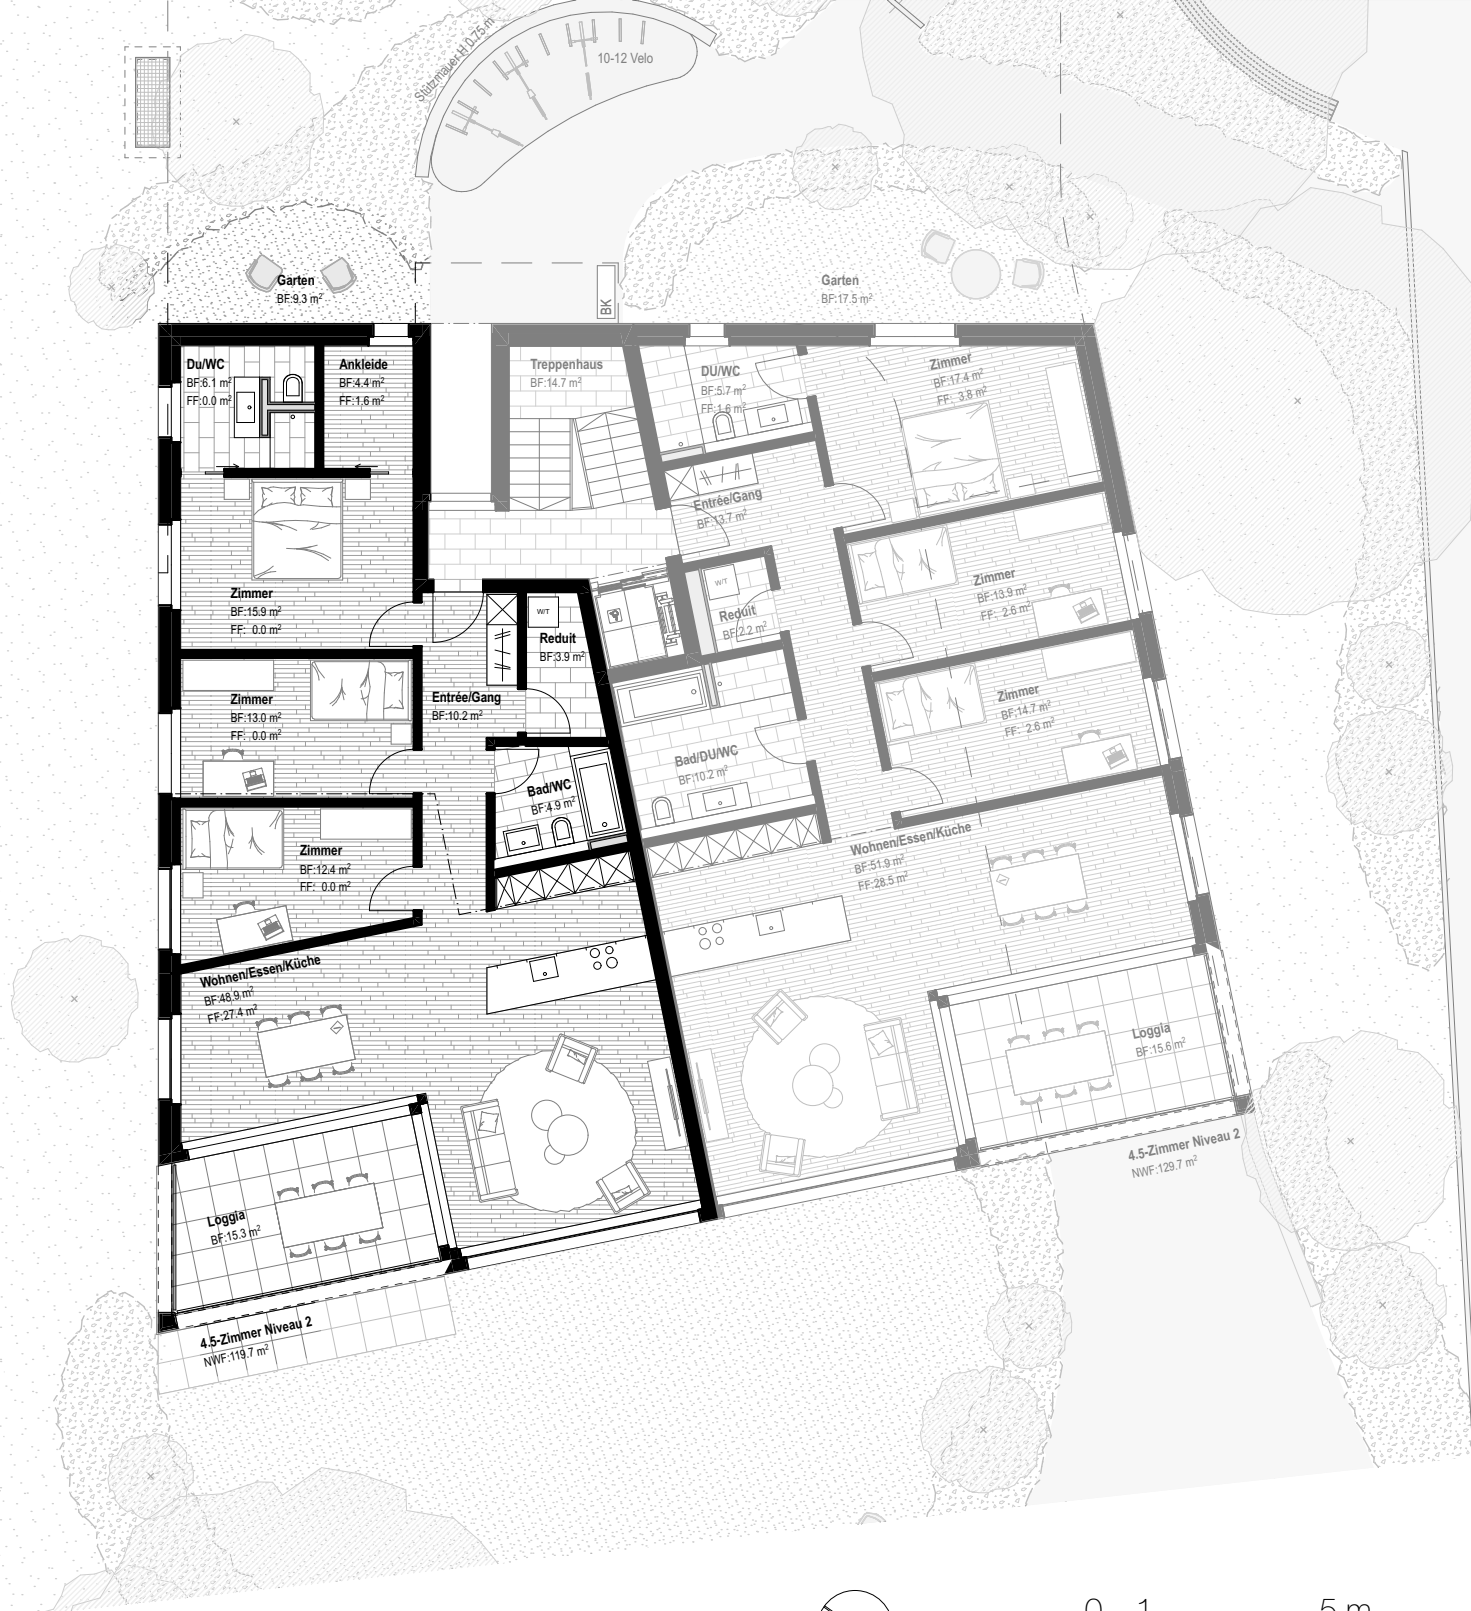 Stützmauer H 0.75 m
10-12 Velo
Garten
BF:9.3 m²
BK
Garten
BF:17.5 m²
Du/WC
BF:6.1 m²
FF:0.0 m²
Ankleide
BF:4.4 m²
FF:1.6 m²
Treppenhaus
BF:14.7 m²
DU/WC
BF:5.7 m²
FF:1.6 m²
Zimmer
BF:17.4 m²
FF: 3.8 m²
Entrée/Gang
BF:13.7 m²
Zimmer
BF:15.9 m²
FF: 0.0 m²
W/T
Reduit
BF:3.9 m²
W/T
Reduit
BF:2.2 m²
Zimmer
BF:13.9 m²
FF: 2.6 m²
Zimmer
BF:13.0 m²
FF: 0.0 m²
Entrée/Gang
BF:10.2 m²
Zimmer
BF:14.7 m²
FF: 2.6 m²
Bad/WC
BF:4.9 m²
Bad/DU/WC
BF:10.2 m²
Zimmer
BF:12.4 m²
FF: 0.0 m²
Wohnen/Essen/Küche
BF:51.9 m²
FF:28.5 m²
Wohnen/Essen/Küche
BF:48.9 m²
FF:27.4 m²
Loggia
BF:15.6 m²
4.5-Zimmer Niveau 2
NWF:129.7 m²
Loggia
BF:15.3 m²
4.5-Zimmer Niveau 2
NWF:119.7 m²
0 1 5 m